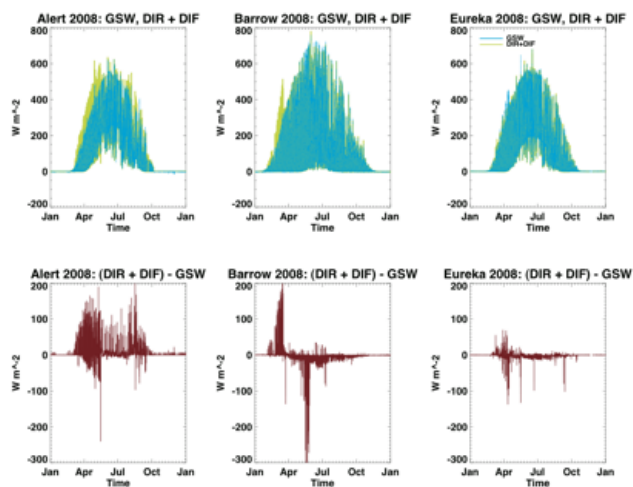 Alert 2008: GSW, DIR + DIF
Barrow 2008: GSW, DIR + DIF
Eureka 2008: GSW, DIR + DIF
800
600
400
200
0
-200
W m^-2
Jan Apr Jul Oct Jan
Time
800
600
400
200
0
-200
W m^-2
Jan Apr Jul Oct Jan
Time
800
600
400
200
0
-200
W m^-2
GSW
DIR+DIF
Jan Apr Jul Oct Jan
Time
Alert 2008: (DIR + DIF) - GSW
Barrow 2008: (DIR + DIF) - GSW
Eureka 2008: (DIR + DIF) - GSW
200
100
0
-100
-200
-300
W m^-2
Jan Apr Jul Oct Jan
Time
200
100
0
-100
-200
-300
W m^-2
Jan Apr Jul Oct Jan
Time
200
100
0
-100
-200
-300
W m^-2
Jan Apr Jul Oct Jan
Time